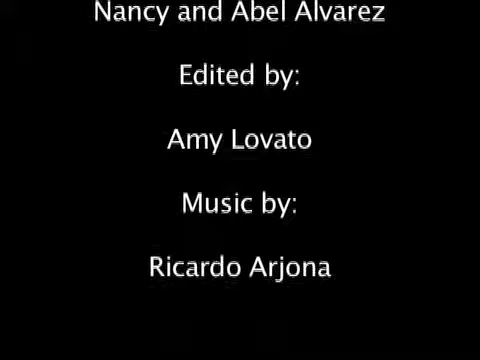 Nancy and Abel Alvarez
Edited by:
Amy Lovato
Music by:
Ricardo Arjona